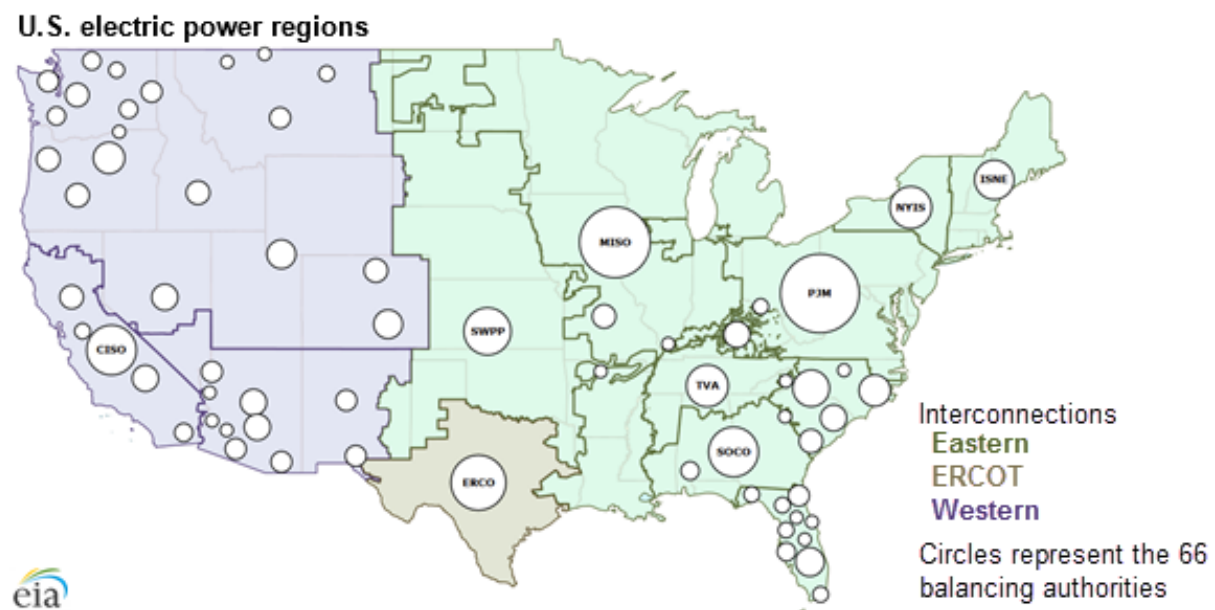 U.S. electric power regions
ISNE
NYIS
MISO
PJM
SWPP
CISO
TVA
SOCO
ERCO
Interconnections
Eastern
ERCOT
Western
Circles represent the 66
balancing authorities
eia